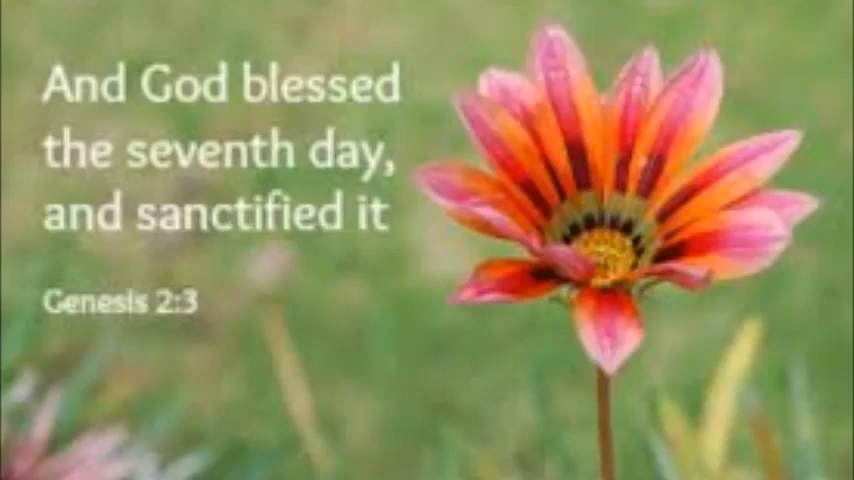 And God blessed
the seventh day,
and sanctified it
Genesis 2:3